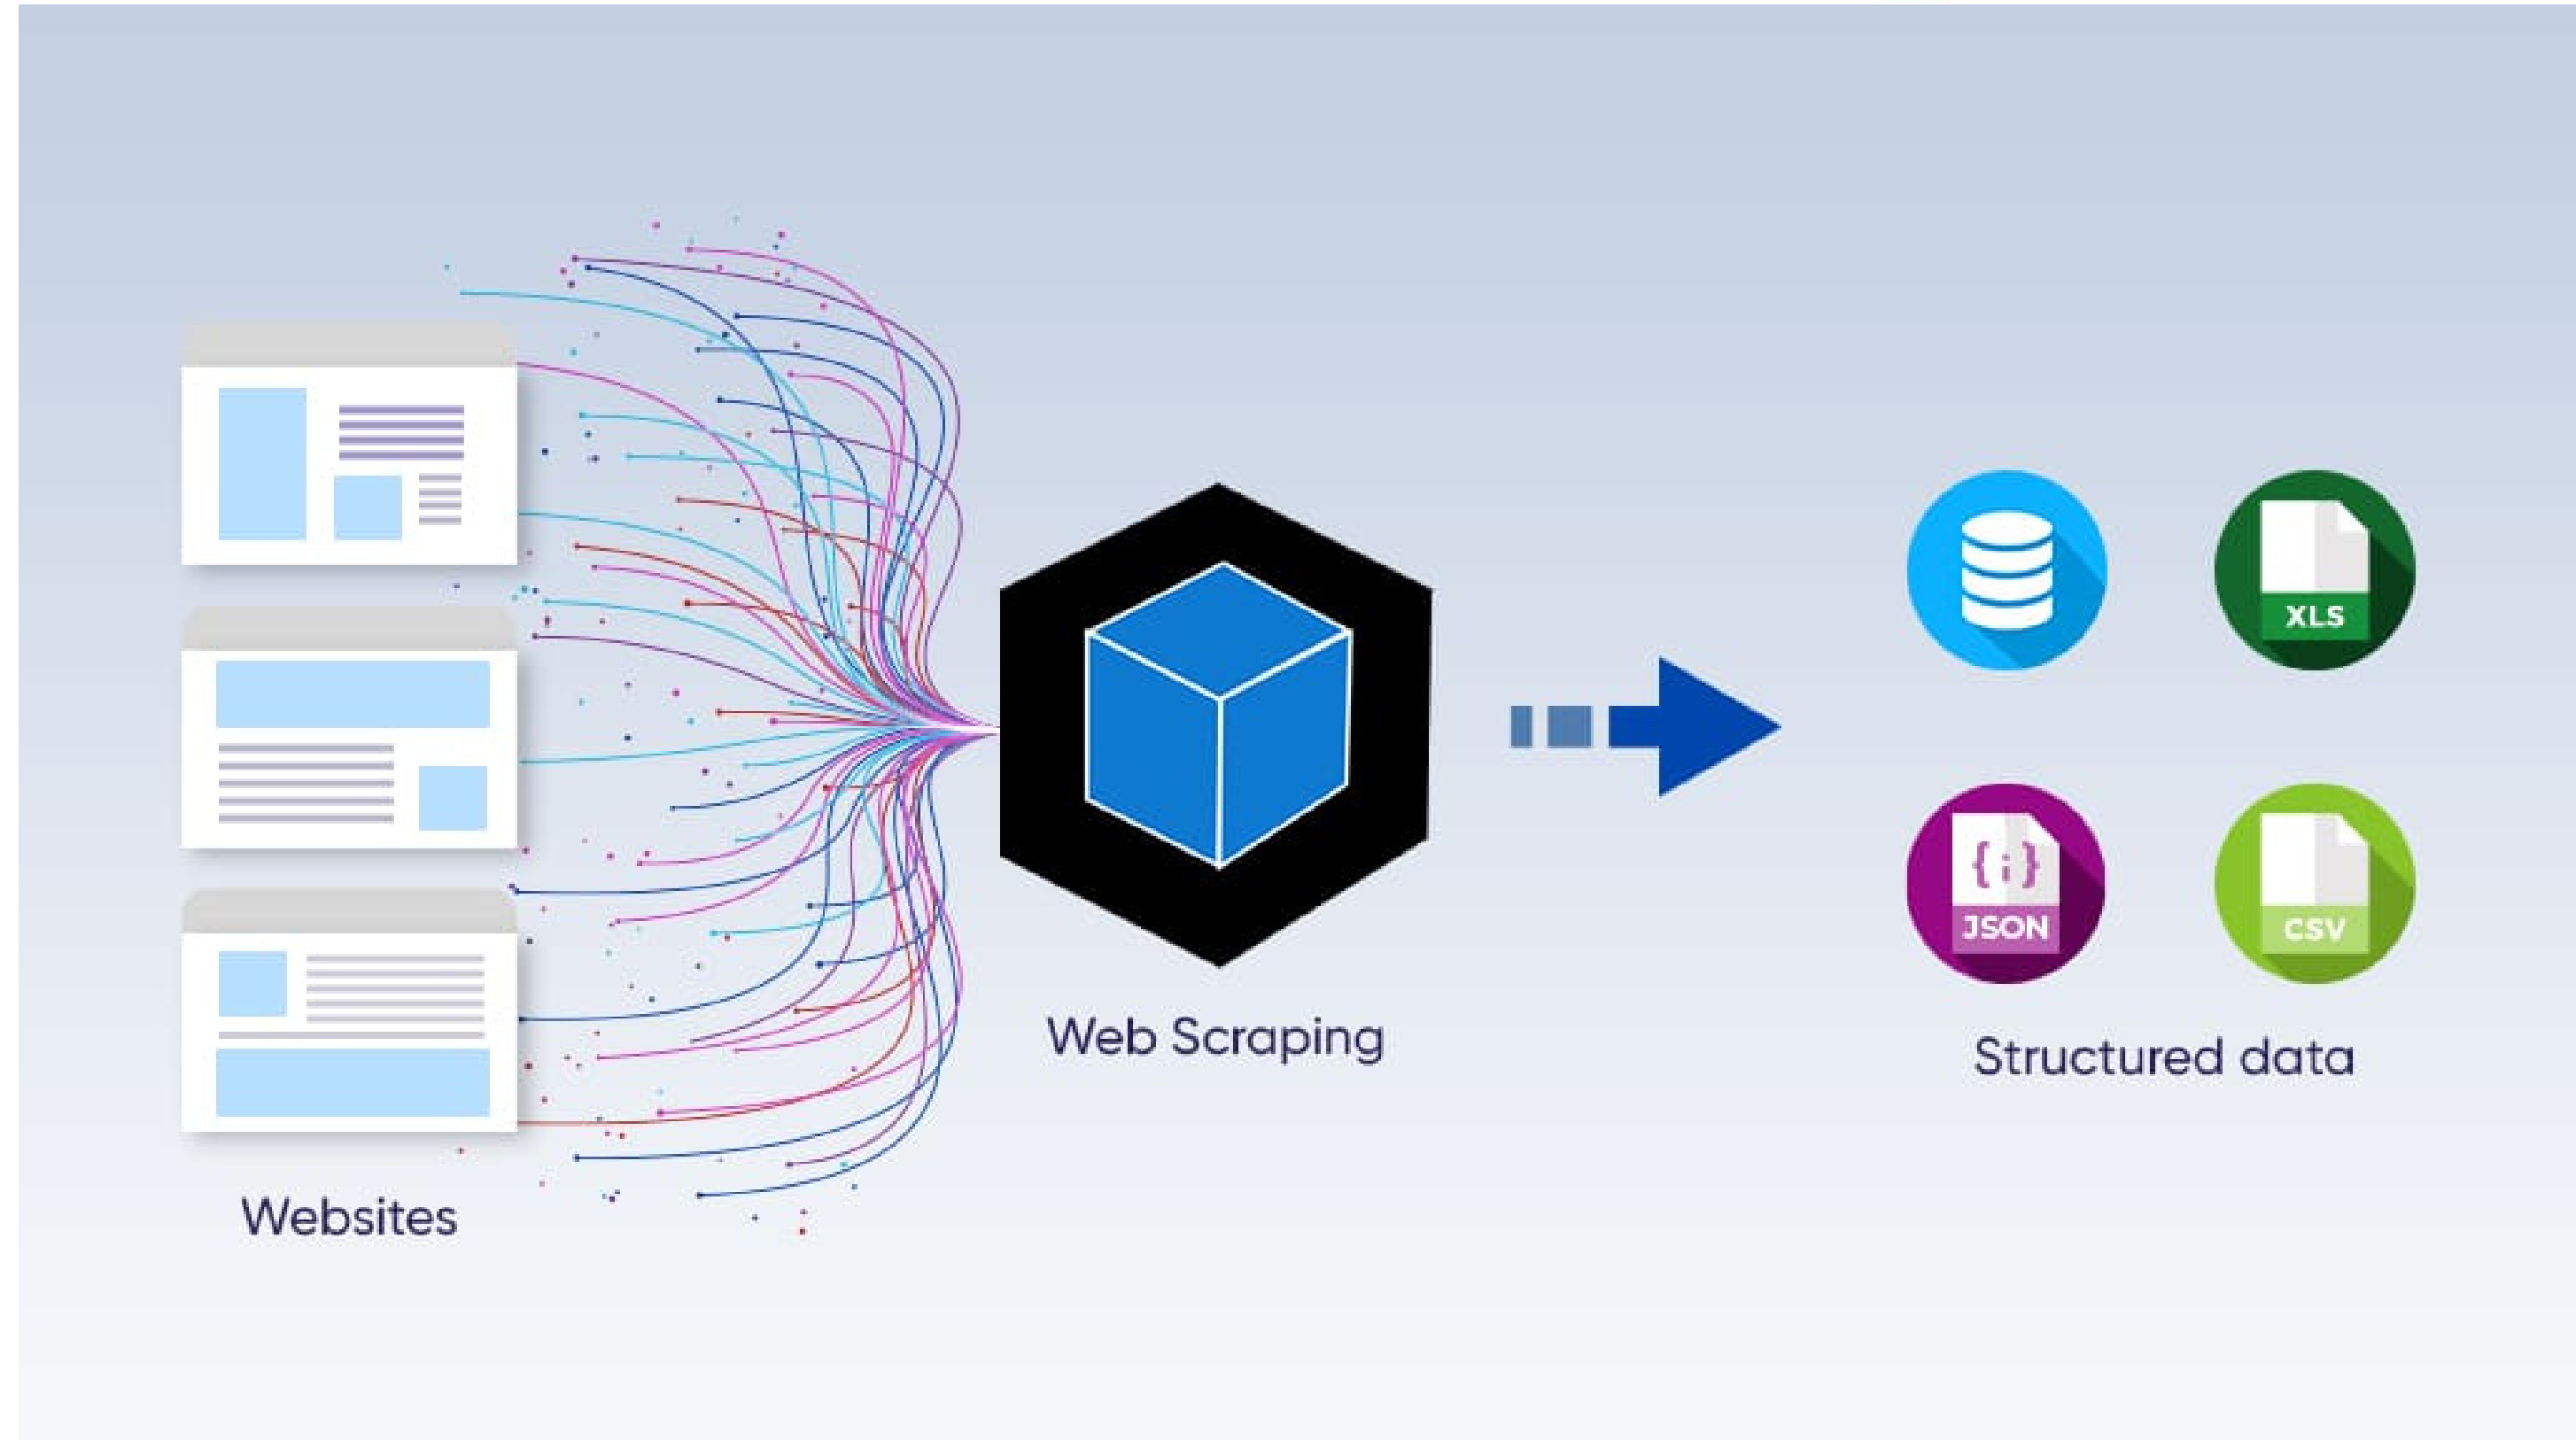 Websites
Web Scraping
XLS
{i}
JSON
CSV
Structured data